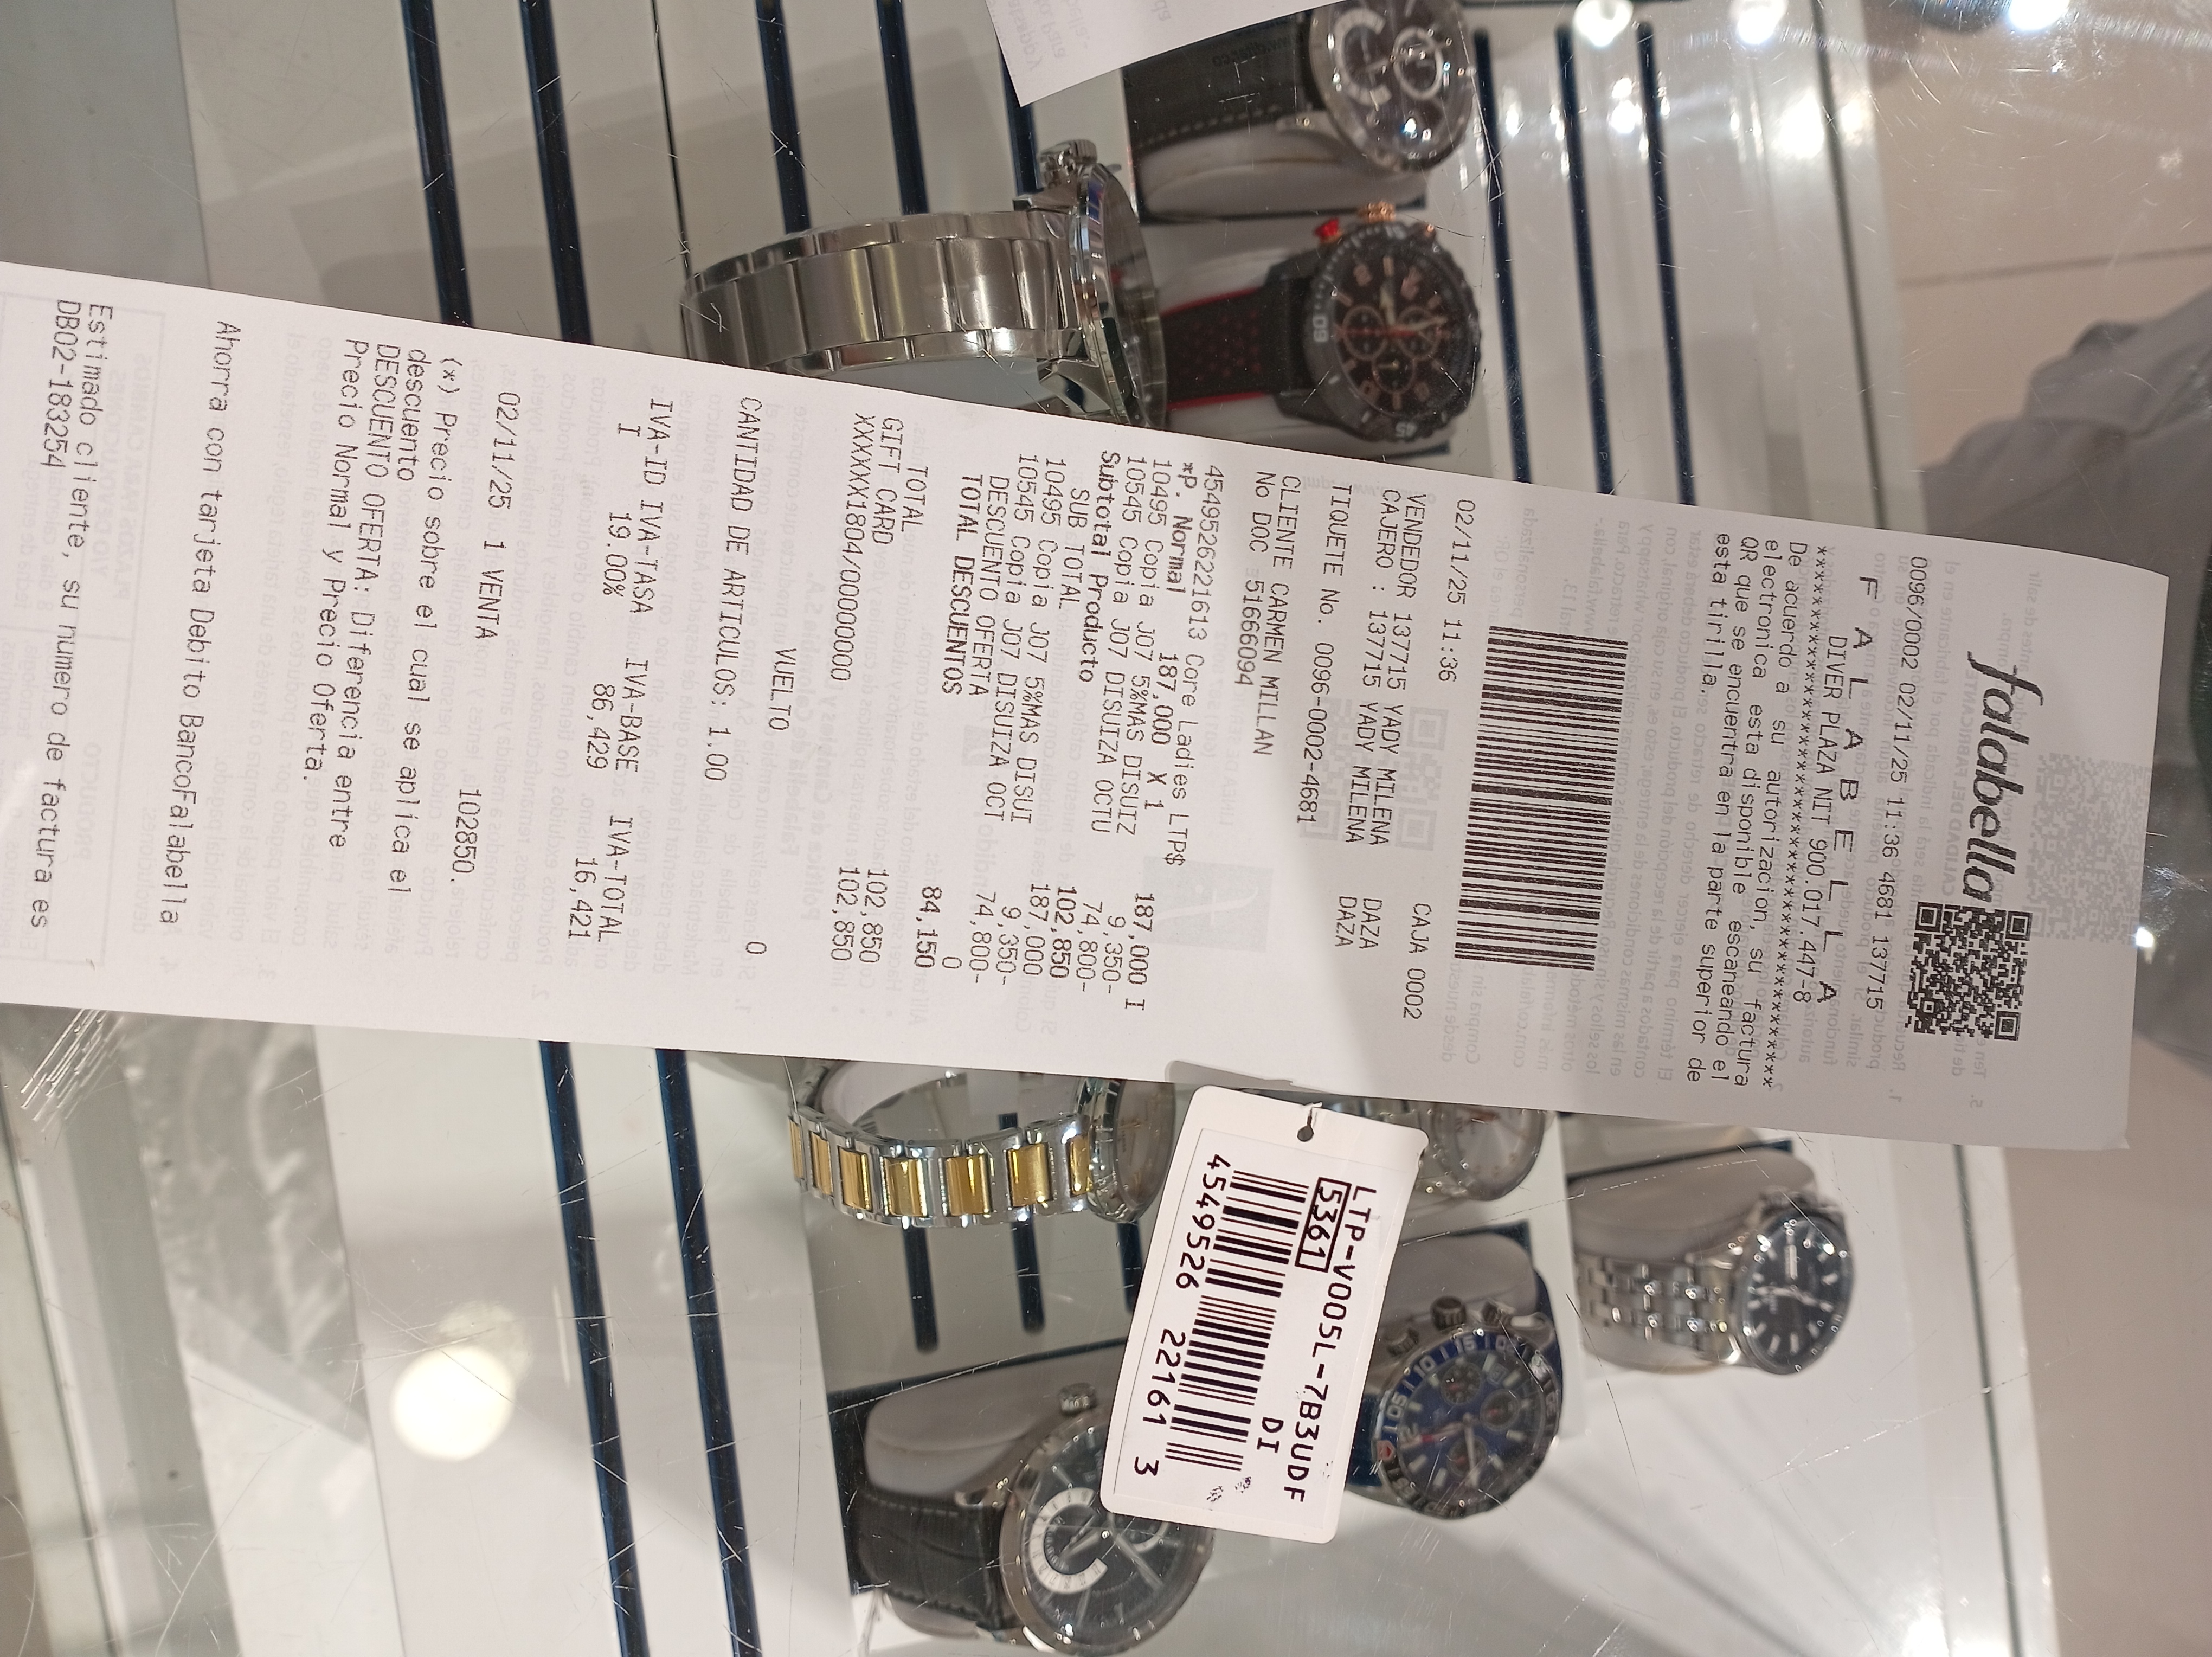 falabella
0096/0002 02/11/25 11:36 4681 137715
F A L A B E L L A
DIVER PLAZA NIT 900.017.447-8
****************************************
De acuerdo a su autorizacion, su factura
electronica esta disponible escaneando el
QR que se encuentra en la parte superior de
esta tirilla.
02/11/25 11:36 CAJA 0002
VENDEDOR 137715 YADY MILENA DAZA
CAJERO : 137715 YADY MILENA DAZA
TIQUETE No. 0096-0002-4681
CLIENTE CARMEN MILLAN
No DOC 51666094
4549526221613 Core Ladies LTP$ 187,000 I
*P. Normal 187,000 X 1
10495 Copia J07 5%MAS DISUIZ 9,350-
10545 Copia J07 DISUIZA OCTU 74,800-
Subtotal Producto 102,850
SUB TOTAL 187,000
10495 Copia J07 5%MAS DISUI 9,350-
10545 Copia J07 DISUIZA OCT 74,800-
DESCUENTO OFERTA 0
TOTAL DESCUENTOS 84,150
TOTAL 102,850
GIFT CARD 102,850
XXXXXX1804/00000000
VUELTO 0
CANTIDAD DE ARTICULOS: 1.00
IVA-ID IVA-TASA IVA-BASE IVA-TOTAL
I 19.00% 86,429 16,421
02/11/25 1 VENTA 102850.
(*) Precio sobre el cual se aplica el
descuento
DESCUENTO OFERTA: Diferencia entre
Precio Normal y Precio Oferta.
Ahorra con tarjeta Debito BancoFalabella
Estimado cliente, su numero de factura es
DB02-183254
LTP-V005L-7B3UDF
5361 DI
4549526 22161 3